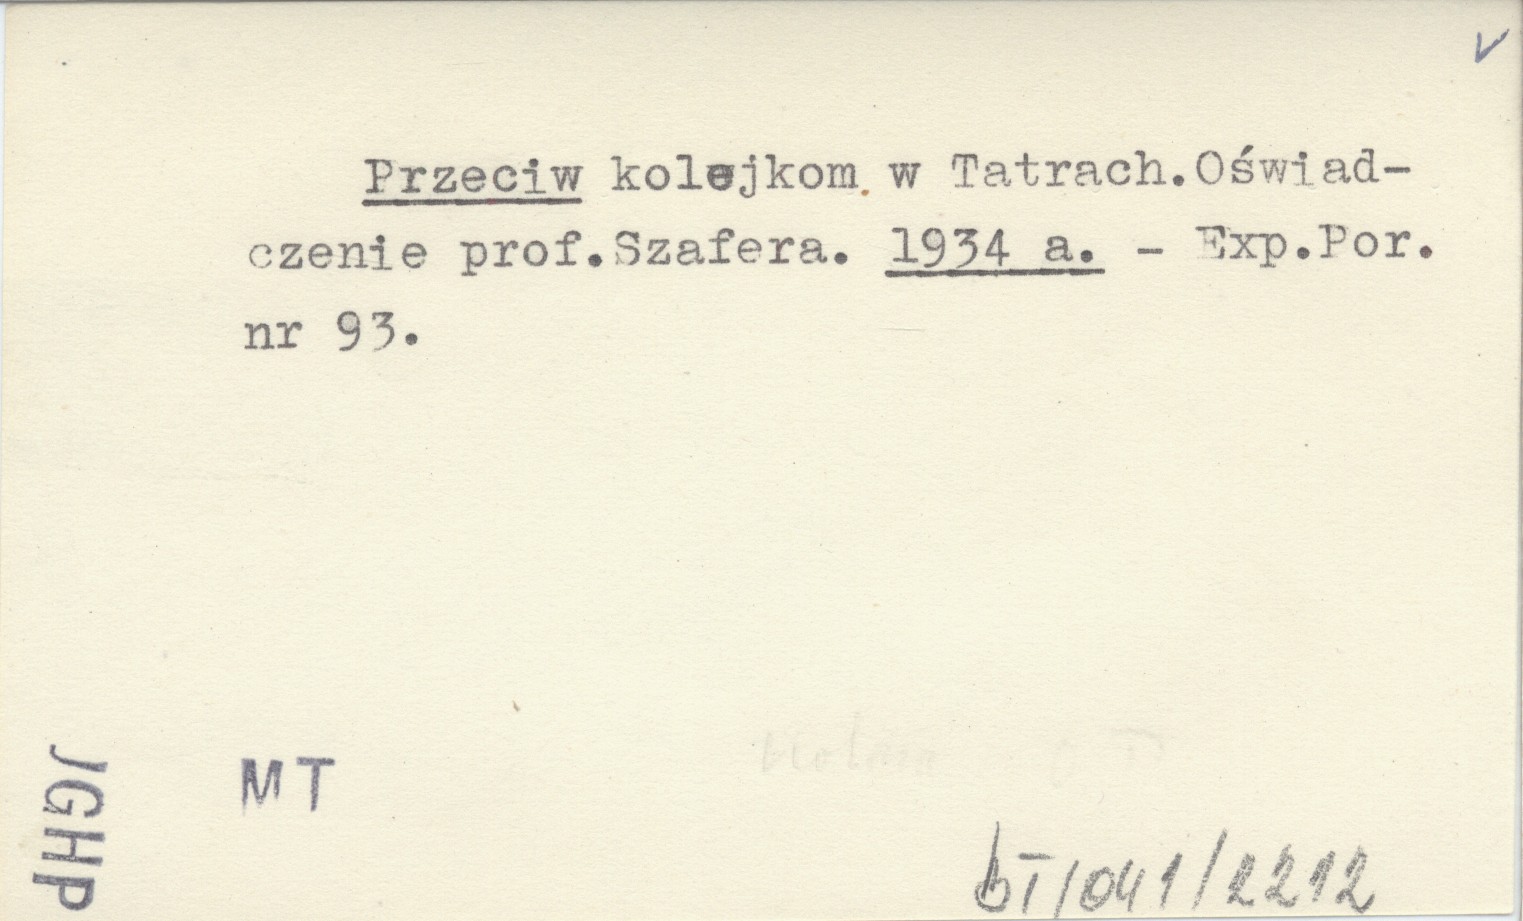 Przeciw kolejkom w Tatrach.Oświad-
czenie prof.Szafera. 1934 a. - Exp.Por.
nr 93.
MT
JGHP
bT/041/2212